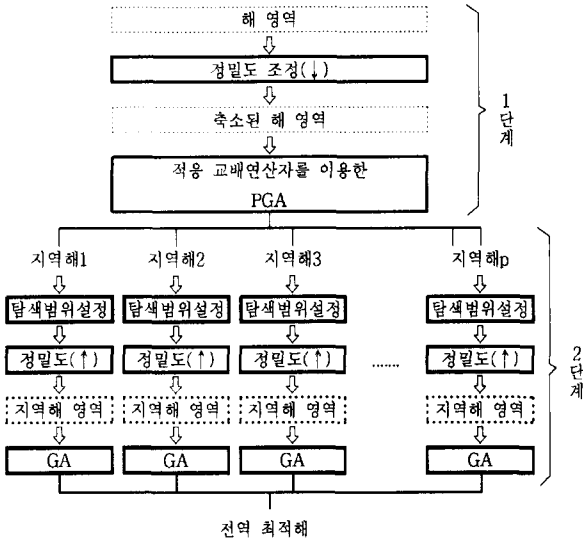 해 영역
정밀도 조정(↓)
축소된 해 영역
적응 교배연산자를 이용한
PGA
1단계
지역해1 지역해2 지역해3 지역해p
탐색범위설정 탐색범위설정 탐색범위설정 탐색범위설정
정밀도(↑) 정밀도(↑) 정밀도(↑) ...... 정밀도(↑)
지역해 영역 지역해 영역 지역해 영역 지역해 영역
GA GA GA GA
2단계
전역 최적해